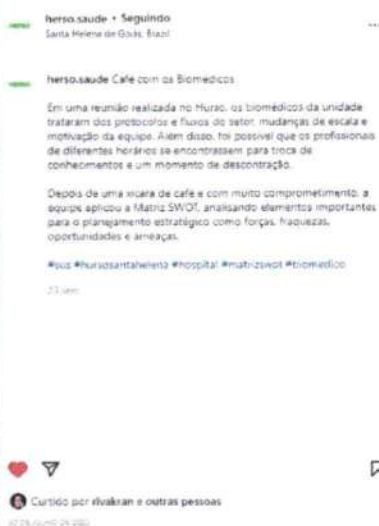 herso.saude • Seguindo
Santa Helena de Goiás, Brazil
herso.saude Café com os Biomédicos
Em uma reunião realizada no Hurso, os biomédicos da unidade
trataram dos protocolos e fluxos do setor, mudanças de escala e
motivação da equipe. Além disso, foi possível que os profissionais
de diferentes horários se encontrassem para troca de
conhecimentos e um momento de descontração.
Depois de uma xícara de café e com muito comprometimento, a
equipe aplicou a Matriz SWOT, analisando elementos importantes
para o planejamento estratégico como forças, fraquezas,
oportunidades e ameaças.
#sus #hursosantahelena #hospital #matrizswot #biomedico
Curtido por rivakran e outras pessoas